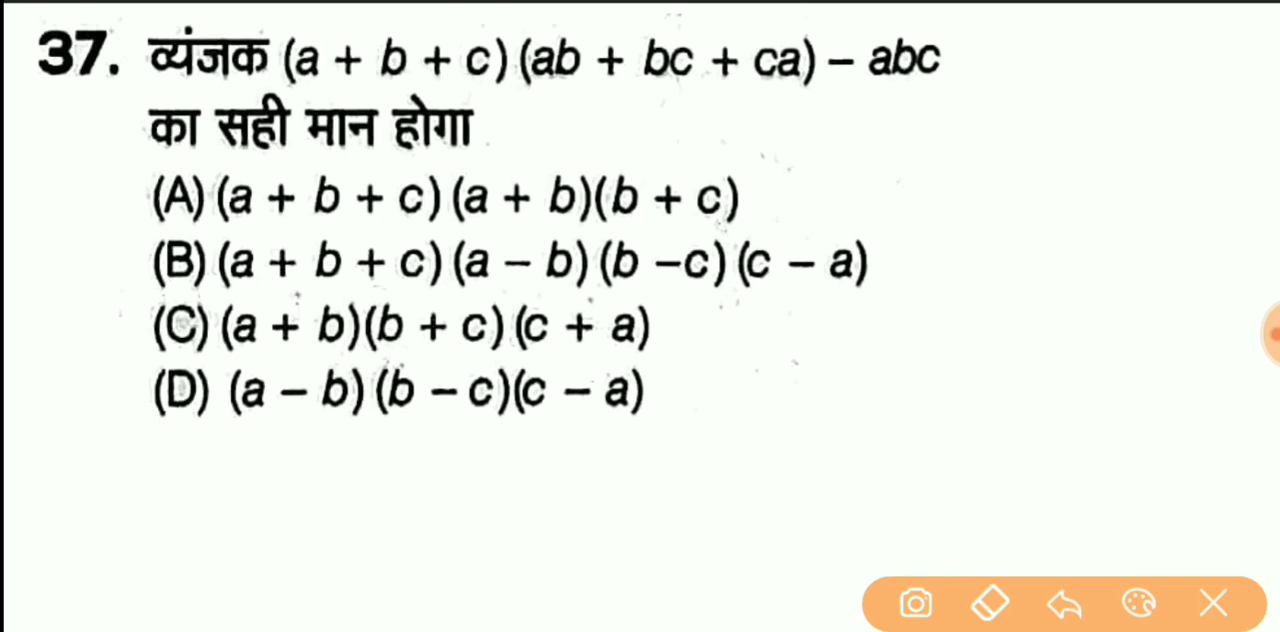 37. व्यंजक (a + b + c) (ab + bc + ca) – abc
का सही मान होगा
(A) (a + b + c) (a + b)(b + c)
(B) (a + b + c) (a – b) (b –c) (c – a)
(C) (a + b)(b + c) (c + a)
(D) (a – b) (b – c)(c – a)